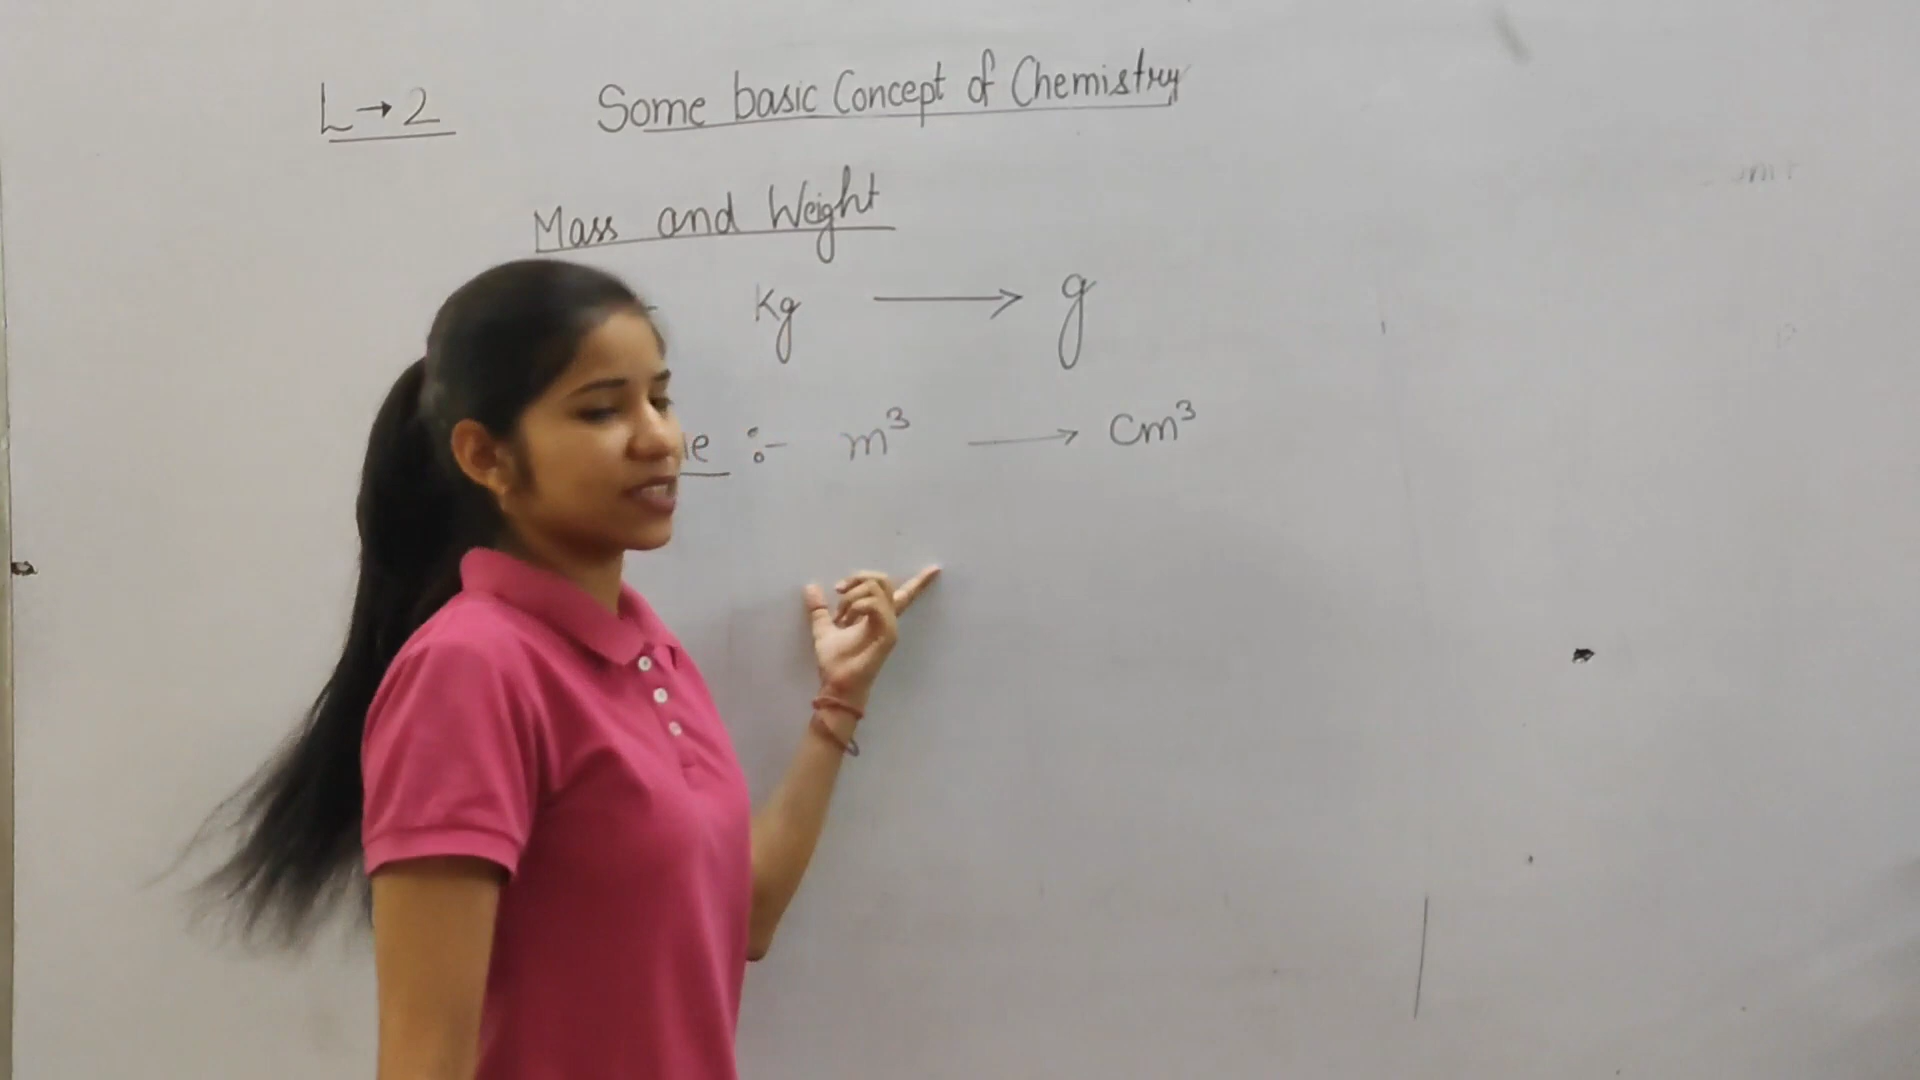 L → 2 Some basic Concept of Chemistry
Mass and Weight
Kg → g
:- m³ → Cm³